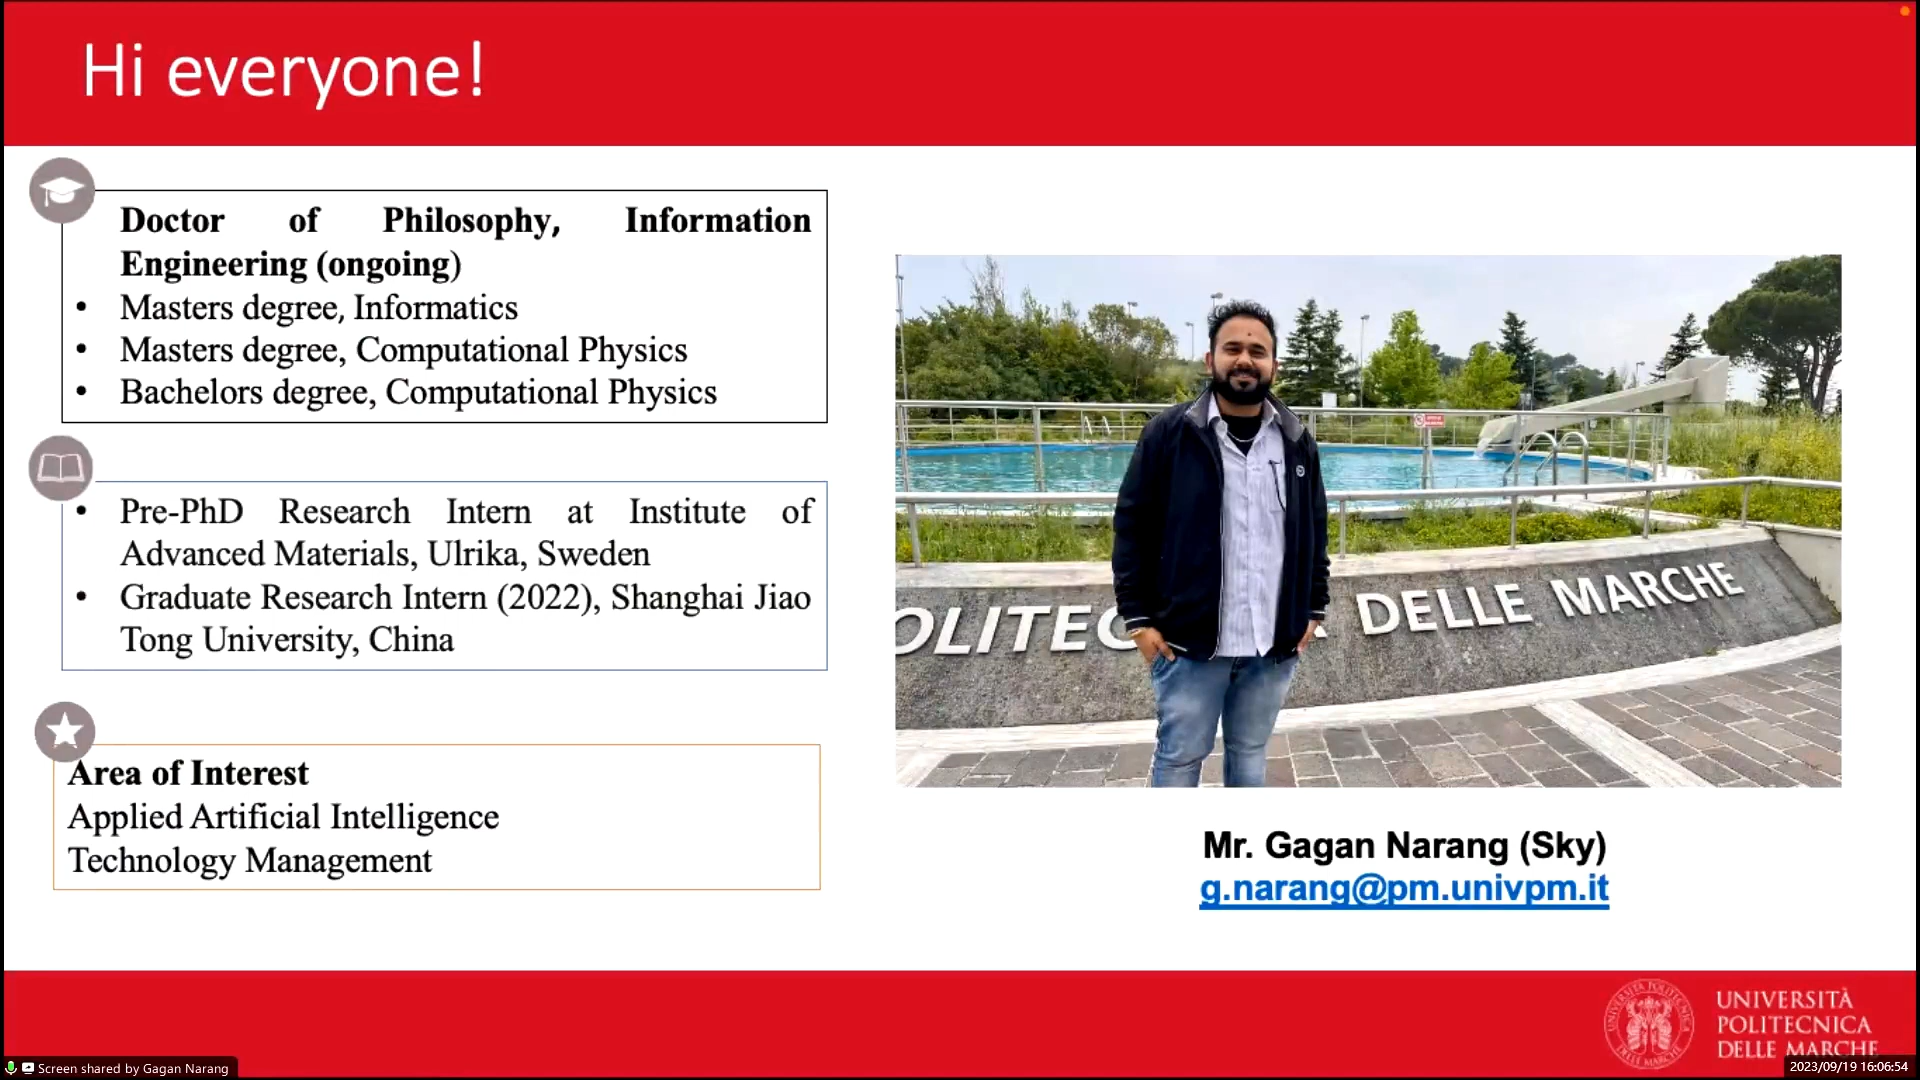 Hi everyone!
Doctor of Philosophy, Information
Engineering (ongoing)
• Masters degree, Informatics
• Masters degree, Computational Physics
• Bachelors degree, Computational Physics
• Pre-PhD Research Intern at Institute of
Advanced Materials, Ulrika, Sweden
• Graduate Research Intern (2022), Shanghai Jiao
Tong University, China
Area of Interest
Applied Artificial Intelligence
Technology Management
DELLE MARCHE
Mr. Gagan Narang (Sky)
g.narang@pm.univpm.it
UNIVERSITÀ
POLITECNICA
DELLE MARCHE
Screen shared by Gagan Narang
2023/09/19 16:06:54